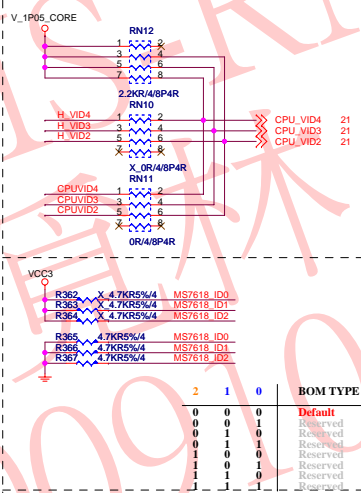 V_1P05_CORE
RN12
1 2
3 4
5 6
7 8
2.2KR/4/8P4R
RN10
H_VID4 1 2 CPU_VID4 21
H_VID3 3 4 CPU_VID3 21
H_VID2 5 6 CPU_VID2 21
7 8
X_0R/4/8P4R
RN11
CPUVID4 1 2
CPUVID3 3 4
CPUVID2 5 6
7 8
0R/4/8P4R
VCC3
R362 X_4.7KR5%/4 MS7618_ID0
R363 X_4.7KR5%/4 MS7618_ID1
R364 X_4.7KR5%/4 MS7618_ID2
R365 4.7KR5%/4 MS7618_ID0
R366 4.7KR5%/4 MS7618_ID1
R367 4.7KR5%/4 MS7618_ID2
2 1 0 BOM TYPE
0 0 0 Default
0 0 1 Reserved
0 1 0 Reserved
0 1 1 Reserved
1 0 0 Reserved
1 0 1 Reserved
1 1 0 Reserved
1 1 1 Reserved